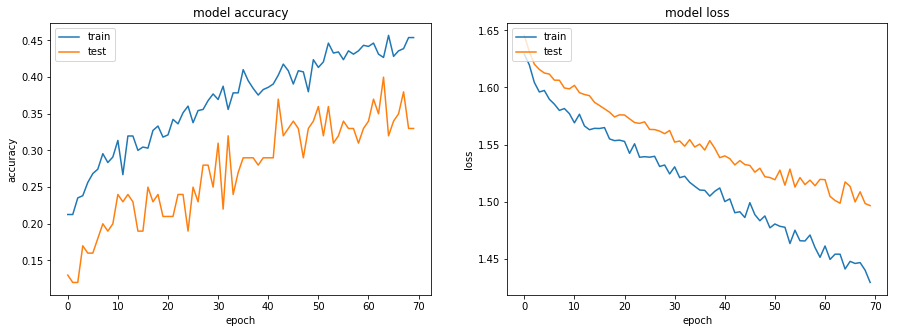 model accuracy
train
test
0.45
0.40
0.35
0.30
0.25
0.20
0.15
accuracy
0 10 20 30 40 50 60 70
epoch
model loss
train
test
1.65
1.60
1.55
1.50
1.45
loss
0 10 20 30 40 50 60 70
epoch